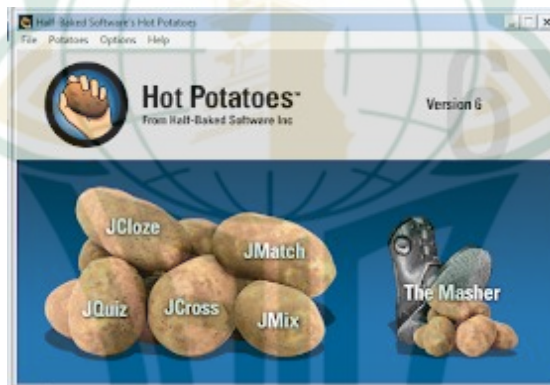 Half-Baked Software's Hot Potatoes
File Potatoes Options Help
Hot Potatoes™
From Half-Baked Software Inc
Version 6
6
JCloze
JMatch
JQuiz
JCross
JMix
The Masher